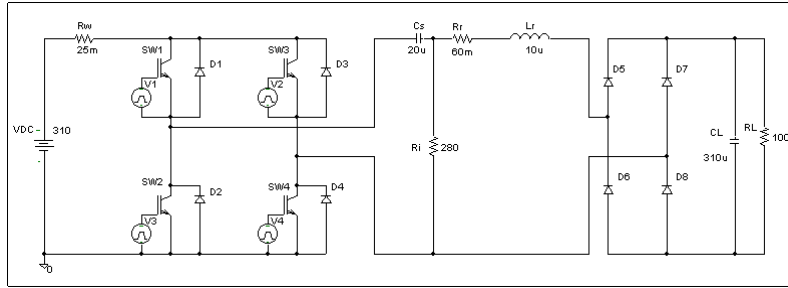 Rw
25m
SW1
D1
V1
SW3
D3
V2
Cs
20u
Rr
60m
Lr
10u
D5
D7
VDC
310
Ri
280
CL
310u
RL
100
SW2
D2
V3
SW4
D4
V4
D6
D8
0